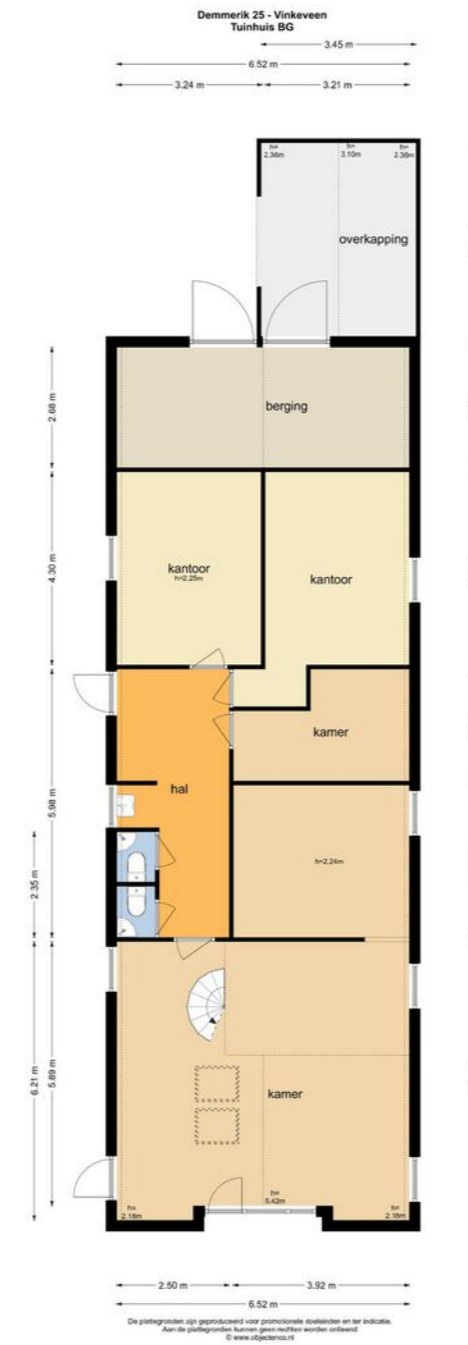 Demmerik 25 - Vinkeveen
Tuinhuis BG
3.45 m
6.52 m
3.24 m
3.21 m
h=
2.36m
h=
3.10m
h=
2.36m
overkapping
berging
2.68 m
kantoor
h=2.25m
kantoor
4.30 m
kamer
hal
5.98 m
h=2.24m
2.35 m
kamer
6.21 m
5.89 m
h=
2.18m
h=
5.42m
h=
2.18m
2.50 m
3.92 m
6.52 m
De plattegronden zijn geproduceerd voor promotionele doeleinden en ter indicatie.
Aan de plattegronden kunnen geen rechten worden ontleend
© www.objectenco.nl